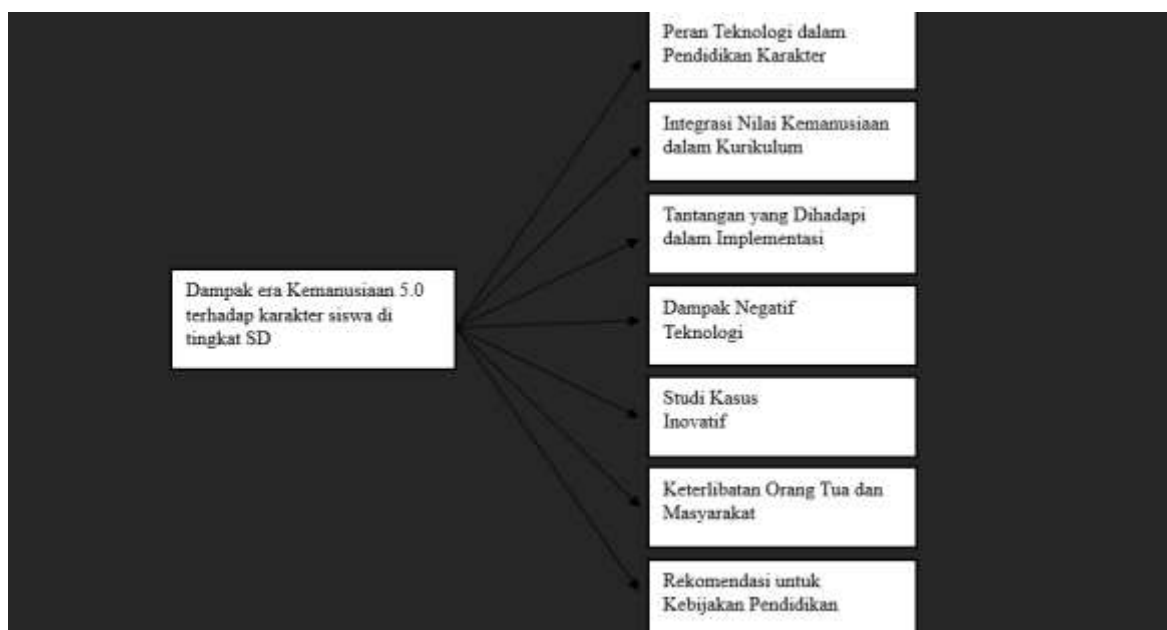 Peran Teknologi dalam
Pendidikan Karakter
Integrasi Nilai Kemanusiaan
dalam Kurikulum
Tantangan yang Dihadapi
dalam Implementasi
Dampak era Kemanusiaan 5.0
terhadap karakter siswa di
tingkat SD
Dampak Negatif
Teknologi
Studi Kasus
Inovatif
Keterlibatan Orang Tua dan
Masyarakat
Rekomendasi untuk
Kebijakan Pendidikan